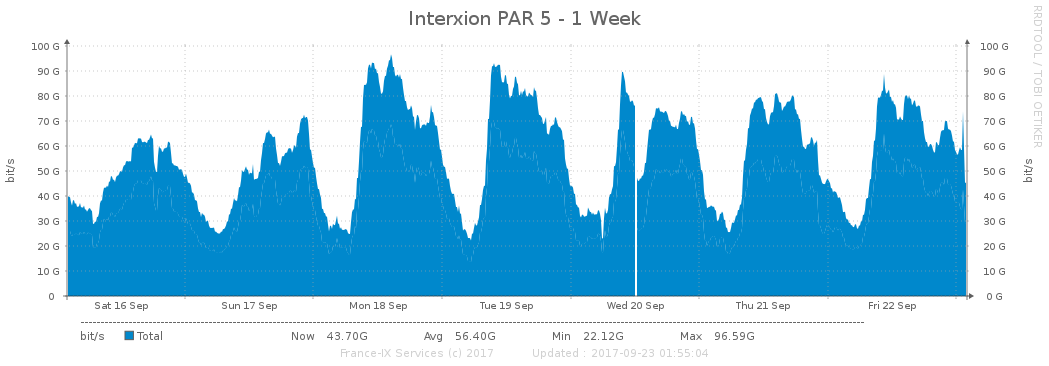 Interxion PAR 5 - 1 Week
RRDTOOL / TOBI OETIKER
bit/s
100 G
90 G
80 G
70 G
60 G
50 G
40 G
30 G
20 G
10 G
0
100 G
90 G
80 G
70 G
60 G
50 G
40 G
30 G
20 G
10 G
0 G
bit/s
Sat 16 Sep Sun 17 Sep Mon 18 Sep Tue 19 Sep Wed 20 Sep Thu 21 Sep Fri 22 Sep
bit/s Total Now 43.70G Avg 56.40G Min 22.12G Max 96.59G
France-IX Services (c) 2017 Updated : 2017-09-23 01:55:04